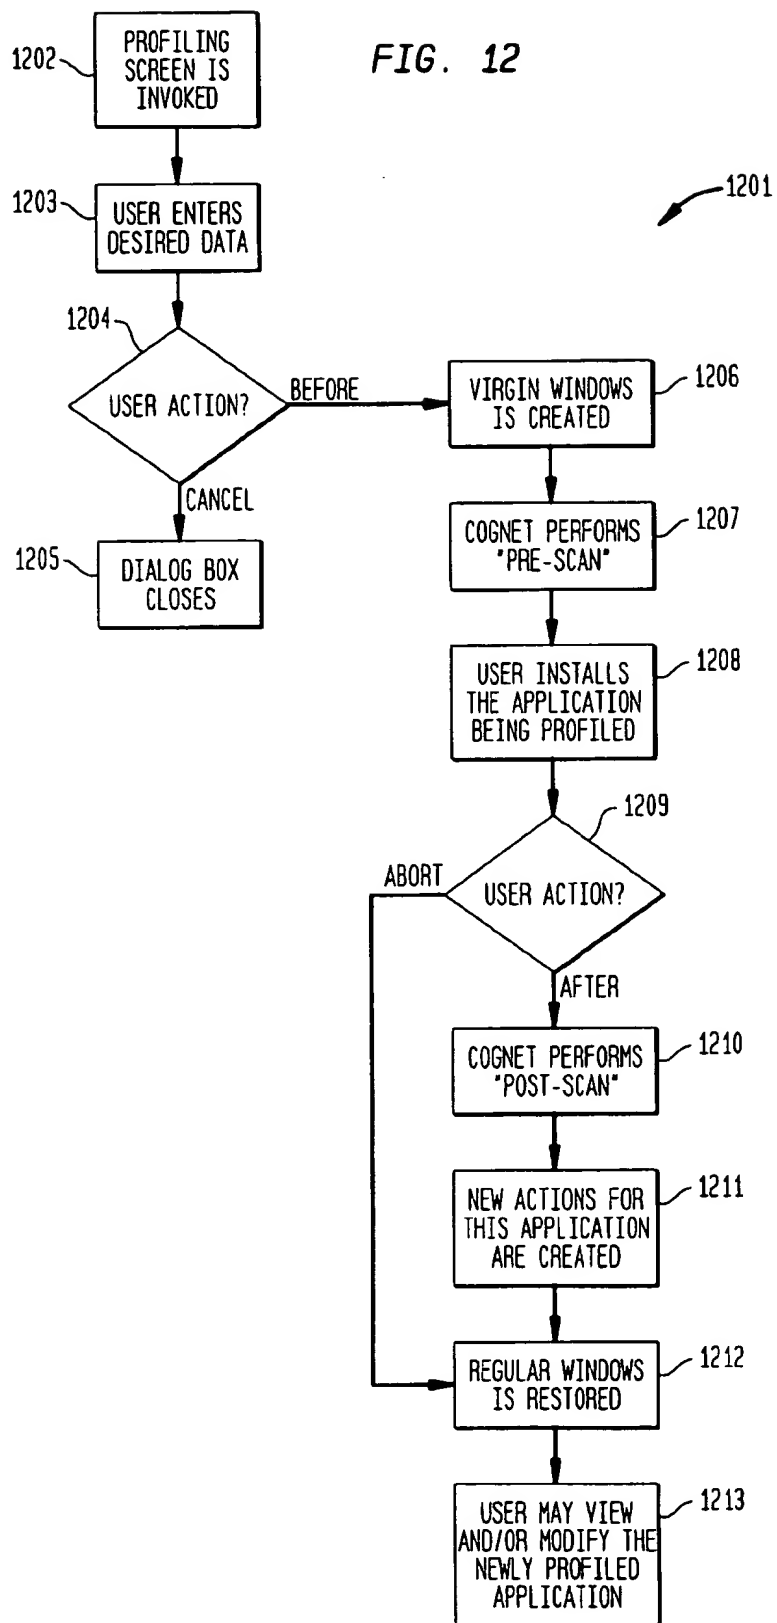 FIG. 12
1201
1202
PROFILING
SCREEN IS
INVOKED
1203
USER ENTERS
DESIRED DATA
1204
USER ACTION?
BEFORE
CANCEL
1205
DIALOG BOX
CLOSES
1206
VIRGIN WINDOWS
IS CREATED
1207
COGNET PERFORMS
"PRE-SCAN"
1208
USER INSTALLS
THE APPLICATION
BEING PROFILED
1209
USER ACTION?
ABORT
AFTER
1210
COGNET PERFORMS
"POST-SCAN"
1211
NEW ACTIONS FOR
THIS APPLICATION
ARE CREATED
1212
REGULAR WINDOWS
IS RESTORED
1213
USER MAY VIEW
AND/OR MODIFY THE
NEWLY PROFILED
APPLICATION